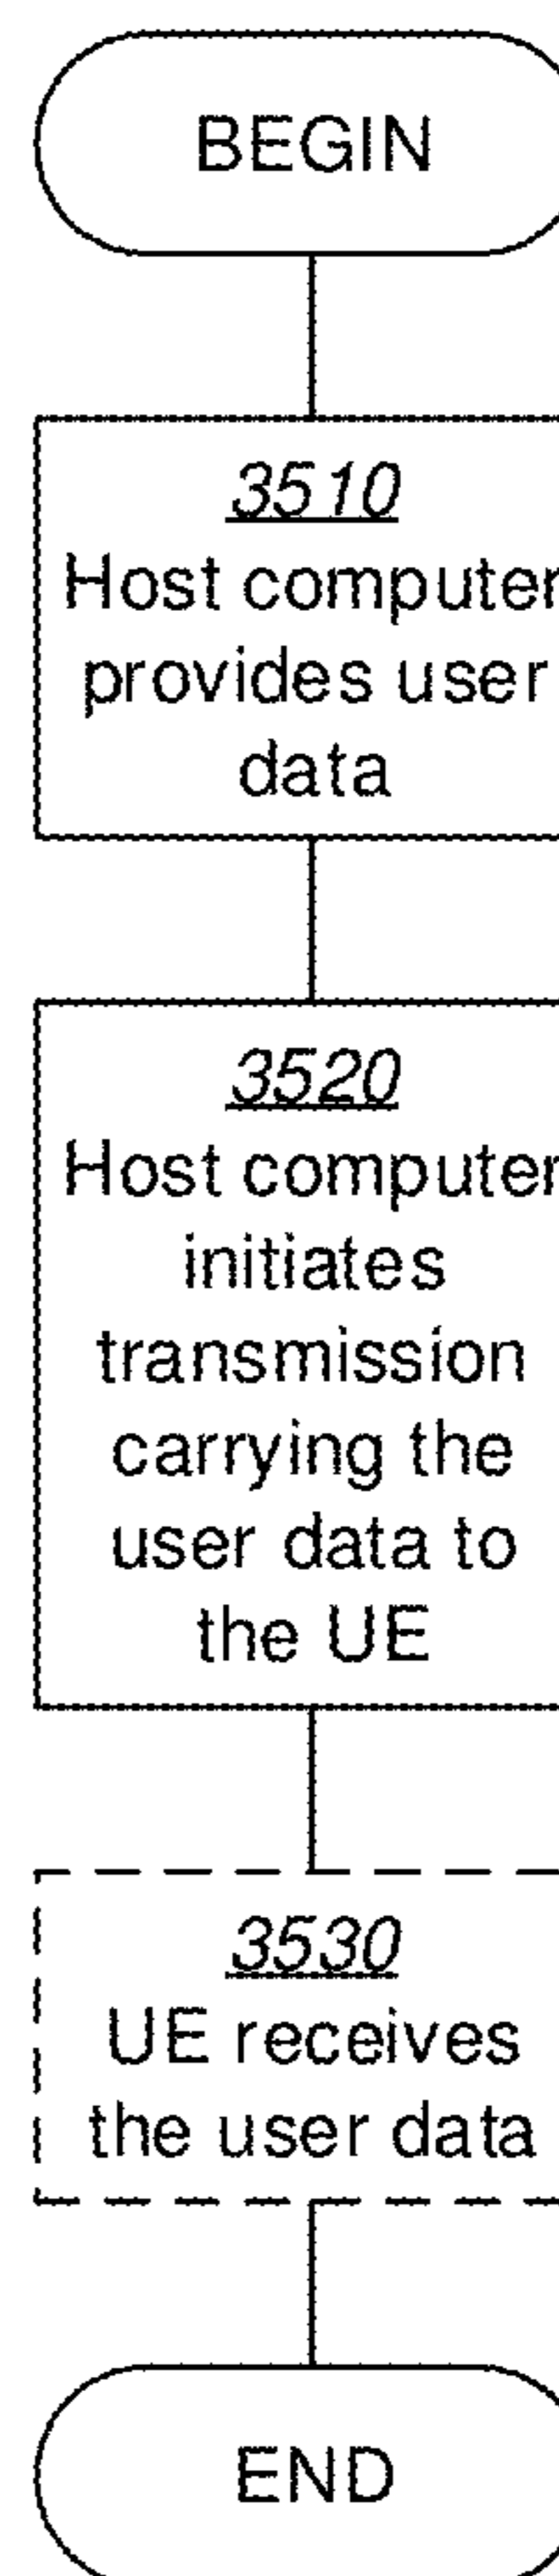 BEGIN
3510
Host computer
provides user
data
3520
Host computer
initiates
transmission
carrying the
user data to
the UE
3530
UE receives
the user data
END